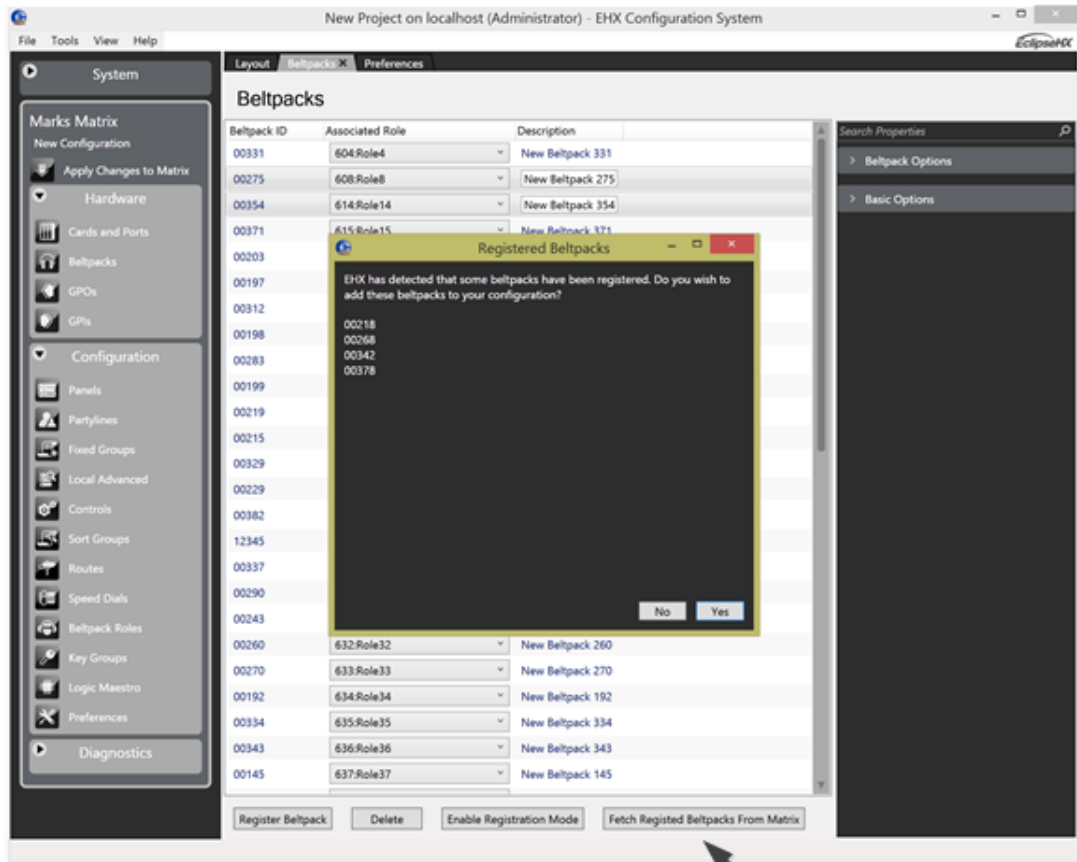 New Project on localhost (Administrator) - EHX Configuration System
File Tools View Help
EclipseHX
System
Marks Matrix
New Configuration
Apply Changes to Matrix
Hardware
Cards and Ports
Beltpacks
GPOs
GPIs
Configuration
Panels
Partylines
Fixed Groups
Local Advanced
Controls
Sort Groups
Routes
Speed Dials
Beltpack Roles
Key Groups
Logic Maestro
Preferences
Diagnostics
Layout Beltpacks X Preferences
Beltpacks
Beltpack ID Associated Role Description
00331 604:Role4 New Beltpack 331
00275 608:Role8 New Beltpack 275
00354 614:Role14 New Beltpack 354
00371 615:Role15 New Beltpack 371
00203
00197
00312
00198
00283
00199
00219
00215
00329
00229
00382
12345
00337
00290
00243
00260 632:Role32 New Beltpack 260
00270 633:Role33 New Beltpack 270
00192 634:Role34 New Beltpack 192
00334 635:Role35 New Beltpack 334
00343 636:Role36 New Beltpack 343
00145 637:Role37 New Beltpack 145
Registered Beltpacks
EHX has detected that some beltpacks have been registered. Do you wish to
add these beltpacks to your configuration?
00218
00268
00342
00378
No Yes
Register Beltpack Delete Enable Registration Mode Fetch Registed Beltpacks From Matrix
Search Properties
Beltpack Options
Basic Options